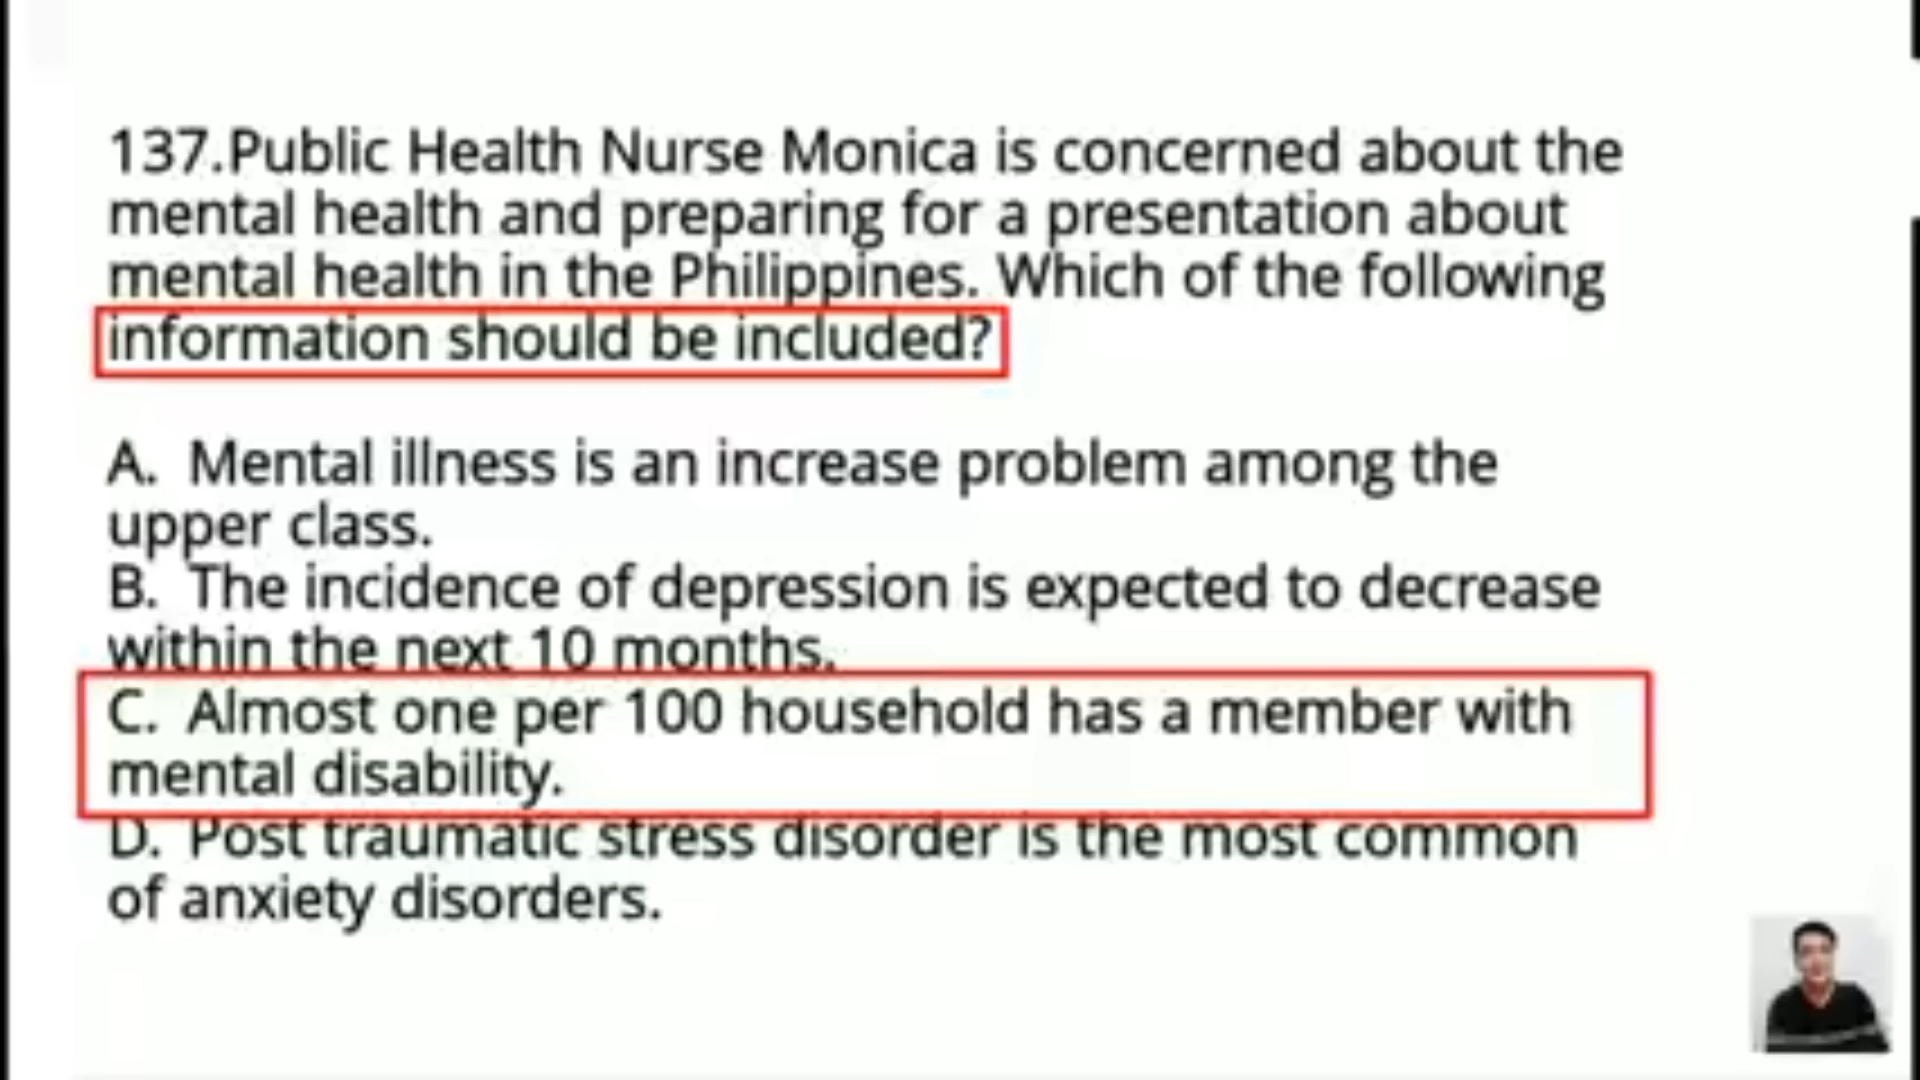 137.Public Health Nurse Monica is concerned about the
mental health and preparing for a presentation about
mental health in the Philippines. Which of the following
information should be included?
A. Mental illness is an increase problem among the
upper class.
B. The incidence of depression is expected to decrease
within the next 10 months.
C. Almost one per 100 household has a member with
mental disability.
D. Post traumatic stress disorder is the most common
of anxiety disorders.